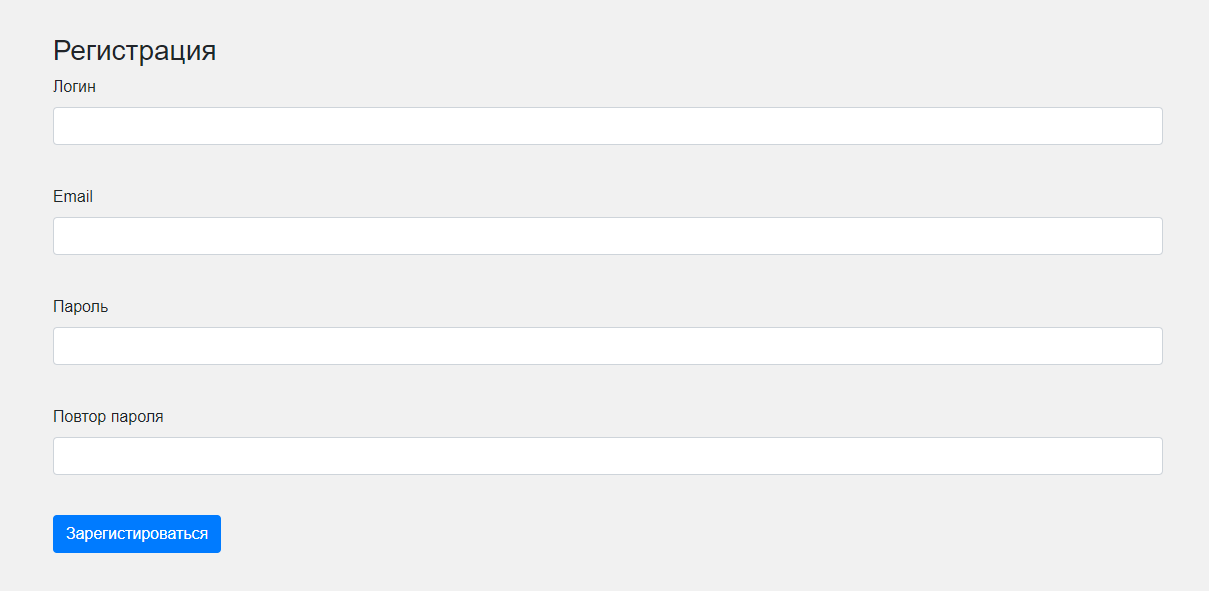 Регистрация
Логин
Email
Пароль
Повтор пароля
Зарегистироваться